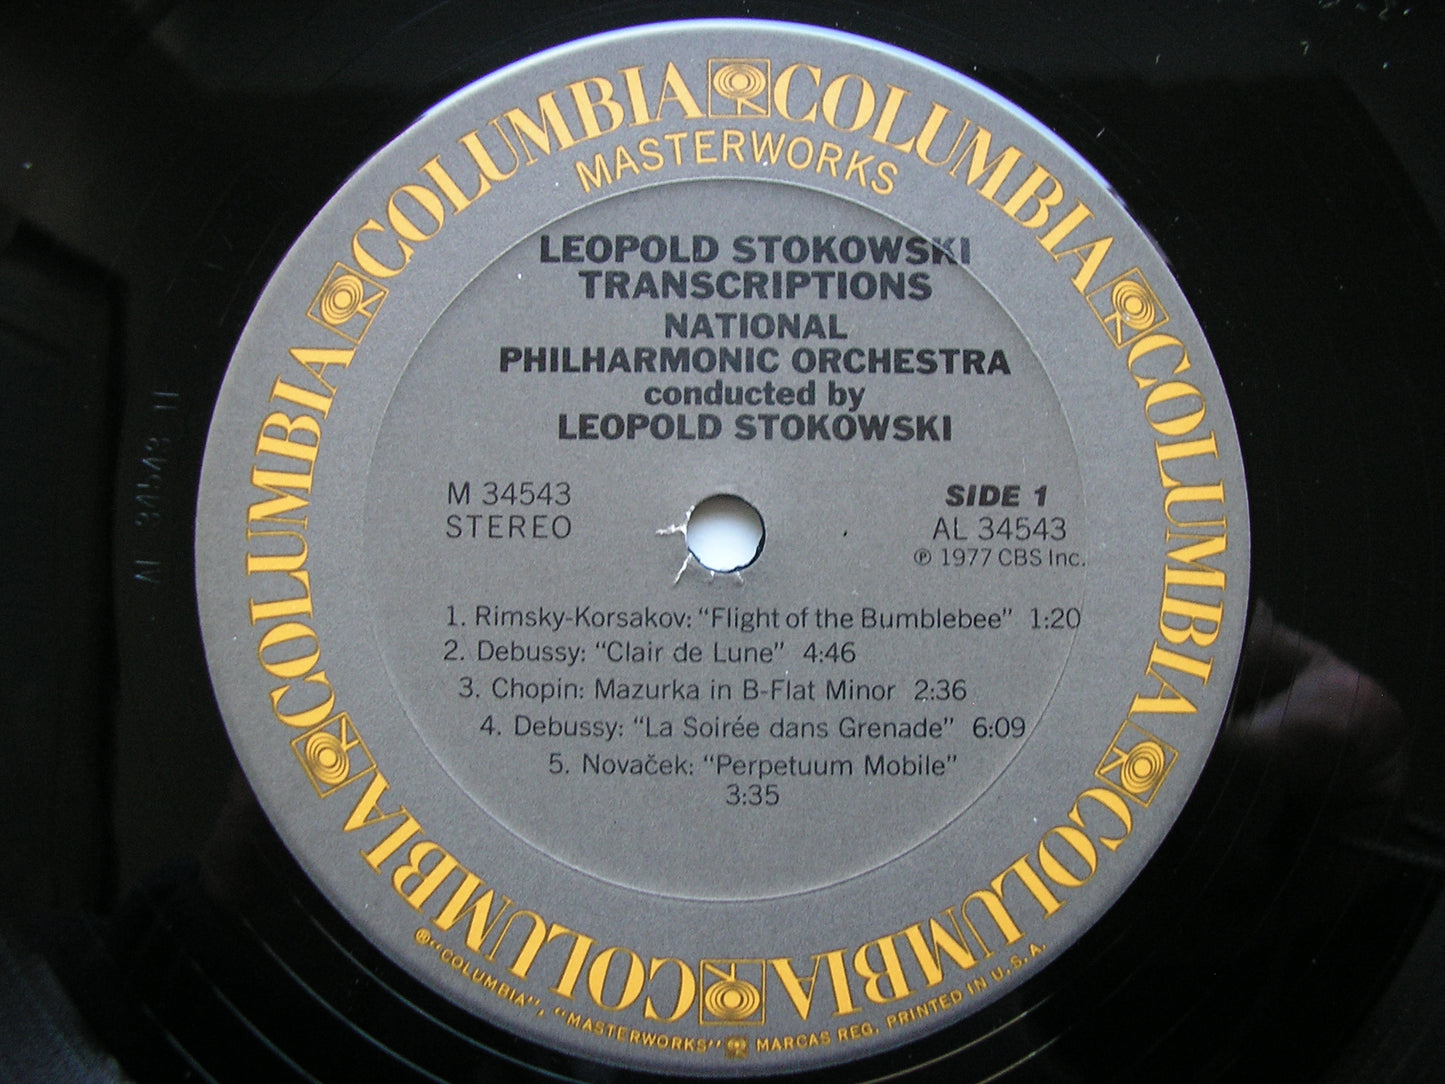 COLUMBIA COLUMBIA COLUMBIA COLUMBIA COLUMBIA COLUMBIA
MASTERWORKS
LEOPOLD STOKOWSKI
TRANSCRIPTIONS
NATIONAL
PHILHARMONIC ORCHESTRA
conducted by
LEOPOLD STOKOWSKI
M 34543
STEREO
SIDE 1
AL 34543
℗ 1977 CBS Inc.
1. Rimsky-Korsakov: “Flight of the Bumblebee” 1:20
2. Debussy: “Clair de Lune” 4:46
3. Chopin: Mazurka in B-Flat Minor 2:36
4. Debussy: “La Soirée dans Grenade” 6:09
5. Novaček: “Perpetuum Mobile”
3:35
®“COLUMBIA”, “MASTERWORKS” MARCAS REG. PRINTED IN U.S.A.
AL 34543